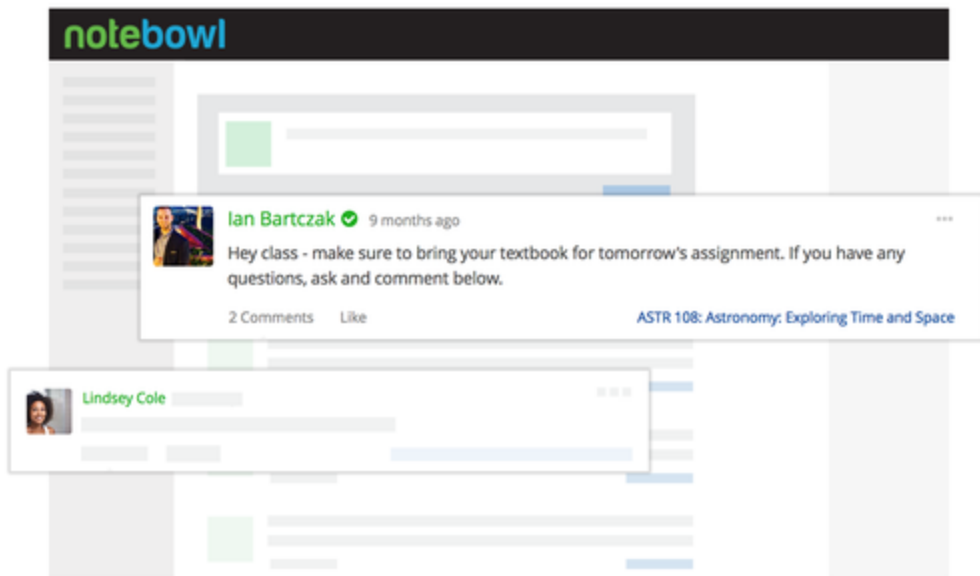 notebowl
Ian Bartczak 9 months ago
Hey class - make sure to bring your textbook for tomorrow's assignment. If you have any
questions, ask and comment below.
2 Comments Like ASTR 108: Astronomy: Exploring Time and Space
Lindsey Cole